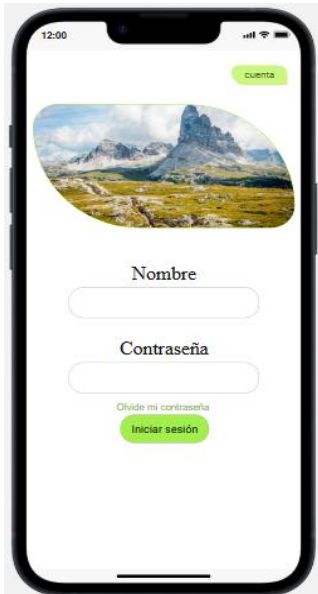 12:00
cuenta
Nombre
Contraseña
Olvide mi contraseña
Iniciar sesión